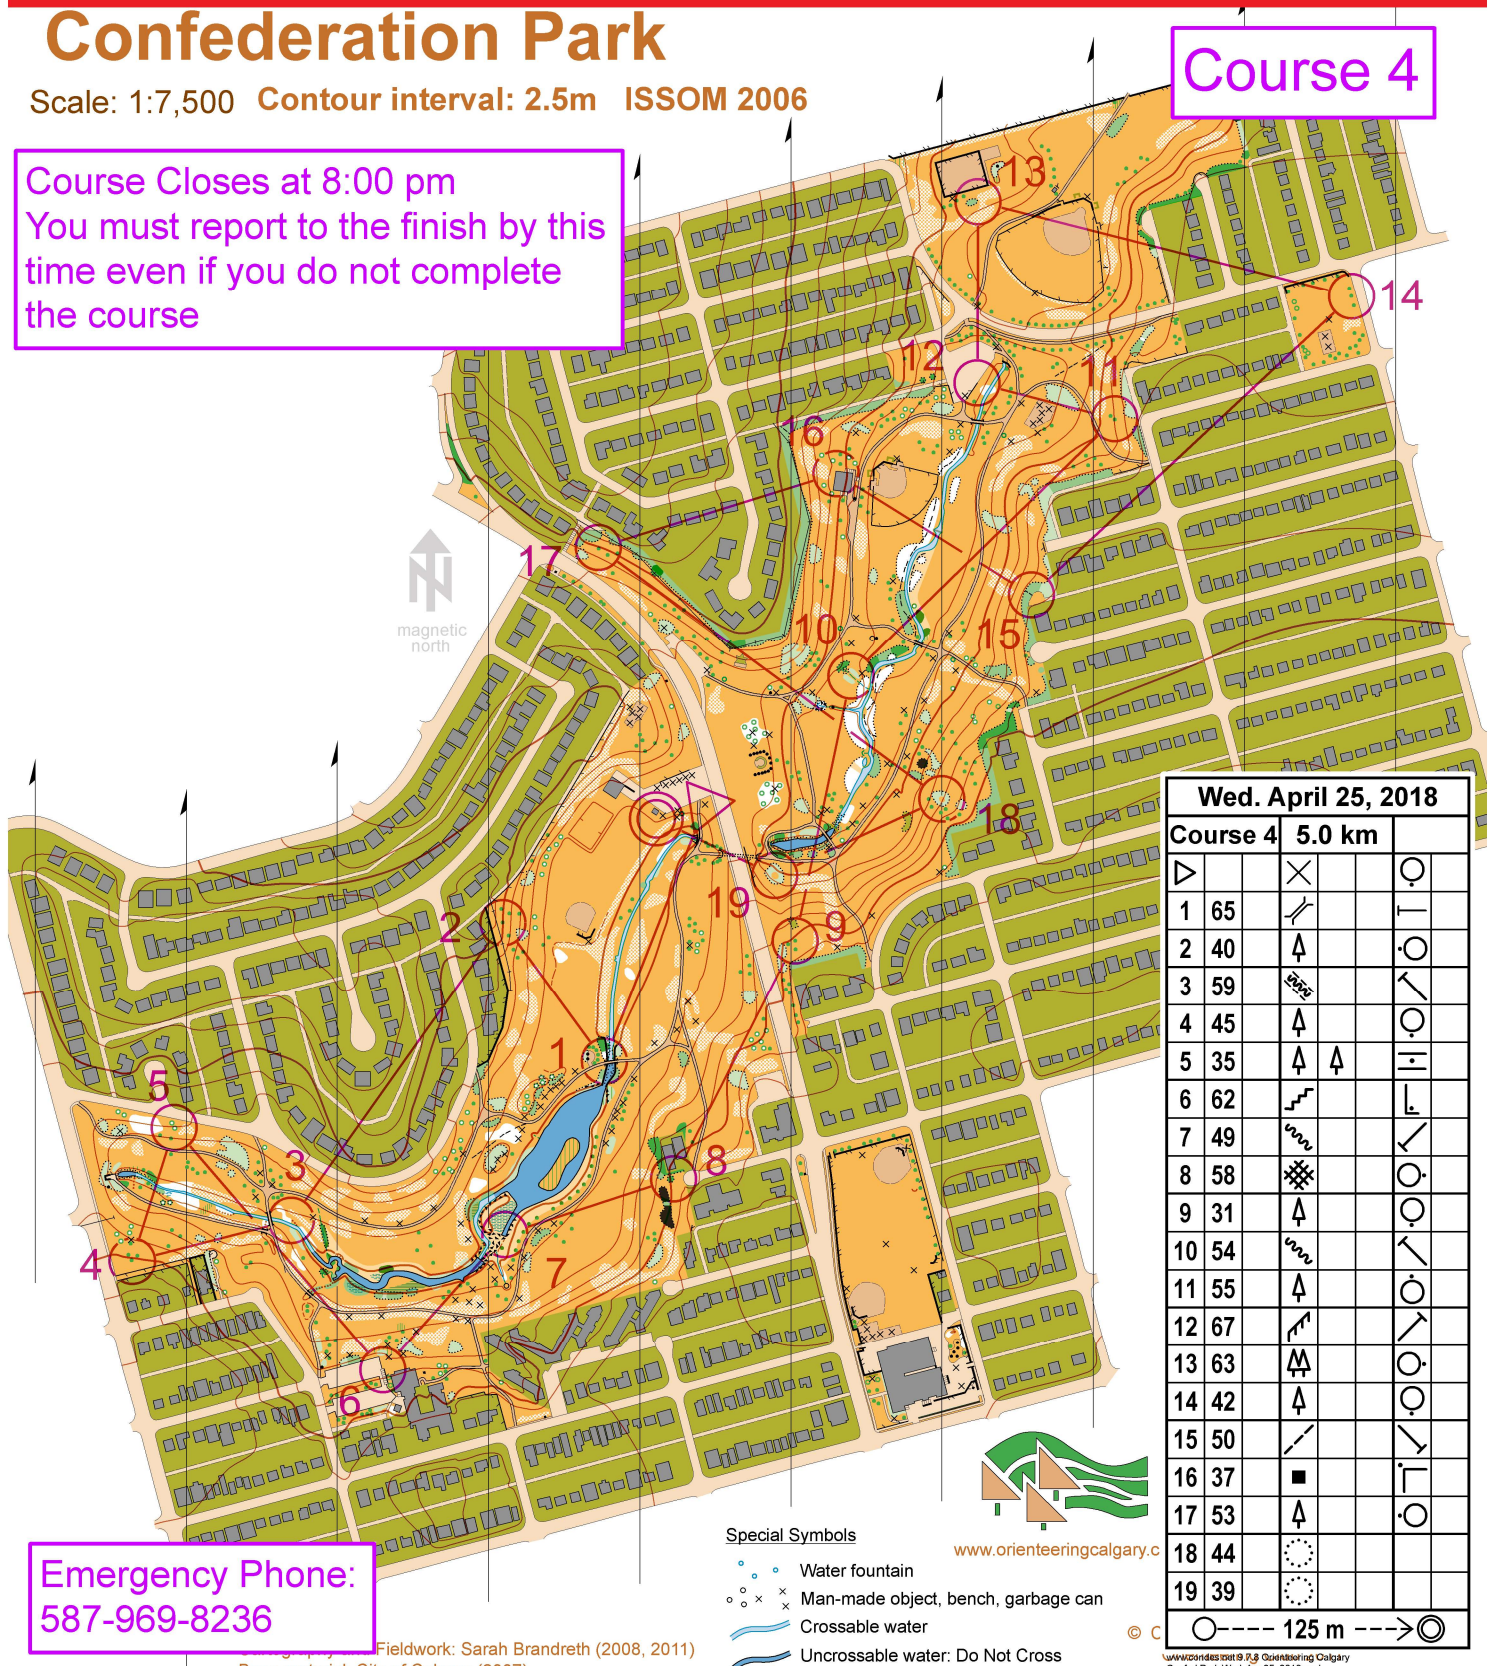 Confederation Park
Scale: 1:7,500 Contour interval: 2.5m ISSOM 2006
Course 4
Course Closes at 8:00 pm
You must report to the finish by this
time even if you do not complete
the course
13
14
12
11
16
17
magnetic
north
10
15
18
19
9
2
1
5
3
8
4
7
6
Wed. April 25, 2018
Course 4 5.0 km
1 65
2 40
3 59
4 45
5 35
6 62
7 49
8 58
9 31
10 54
11 55
12 67
13 63
14 42
15 50
16 37
17 53
18 44
19 39
125 m
www.orienteeringcalgary.c
Special Symbols
Water fountain
Man-made object, bench, garbage can
Crossable water
Uncrossable water: Do Not Cross
Emergency Phone:
587-969-8236
Fieldwork: Sarah Brandreth (2008, 2011)
© C